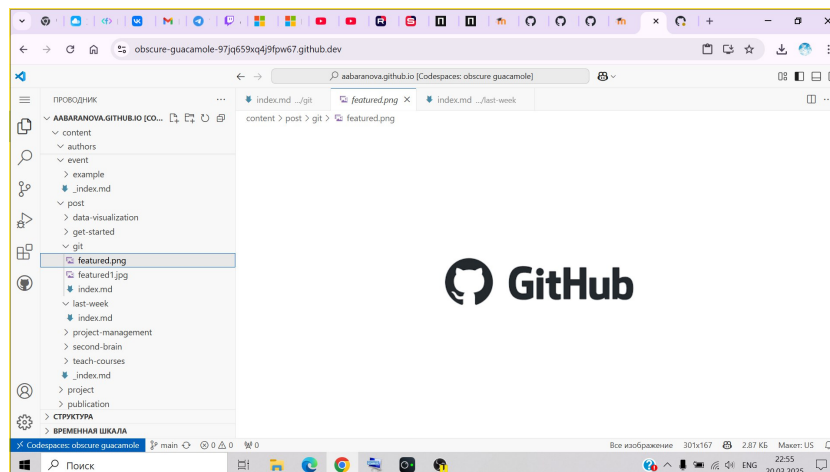 obscure-guacamole-97jq659xq4j9fpw67.github.dev
aabaranova.github.io [Codespaces: obscure guacamole]
ПРОВОДНИК
index.md .../git
featured.png
index.md .../last-week
AABARANOVA.GITHUB.IO [CO...
content > post > git > featured.png
content
authors
event
example
_index.md
post
data-visualization
get-started
git
featured.png
featured1.jpg
index.md
last-week
index.md
project-management
second-brain
teach-courses
_index.md
project
publication
GitHub
СТРУКТУРА
ВРЕМЕННАЯ ШКАЛА
Codespaces: obscure guacamole
main
0
0
0
Все изображение
301x167
2.87 КБ
Макет: US
Поиск
ENG
22:55
20.03.2025